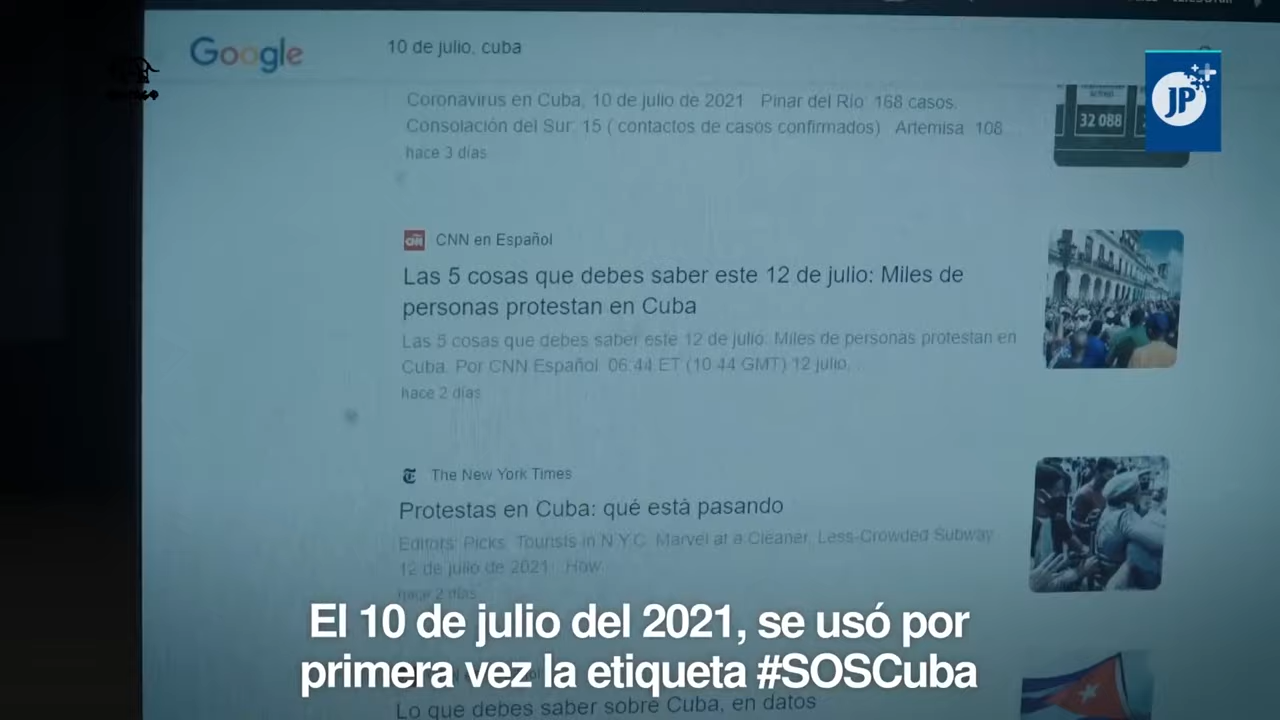 Google
10 de julio, cuba
JP
Coronavirus en Cuba, 10 de julio de 2021 Pinar del Río 168 casos.
Consolación del Sur: 15 ( contactos de casos confirmados) Artemisa 108
hace 3 días
32 088
CNN en Español
Las 5 cosas que debes saber este 12 de julio: Miles de
personas protestan en Cuba
Las 5 cosas que debes saber este 12 de julio: Miles de personas protestan en
Cuba. Por CNN Español 06:44 ET (10:44 GMT) 12 julio, ...
hace 2 días
The New York Times
Protestas en Cuba: qué está pasando
Editors' Picks. Tourists in N.Y.C. Marvel at a Cleaner, Less-Crowded Subway
12 de julio de 2021 How
hace 2 días
El 10 de julio del 2021, se usó por
primera vez la etiqueta #SOSCuba
Lo que debes saber sobre Cuba, en datos